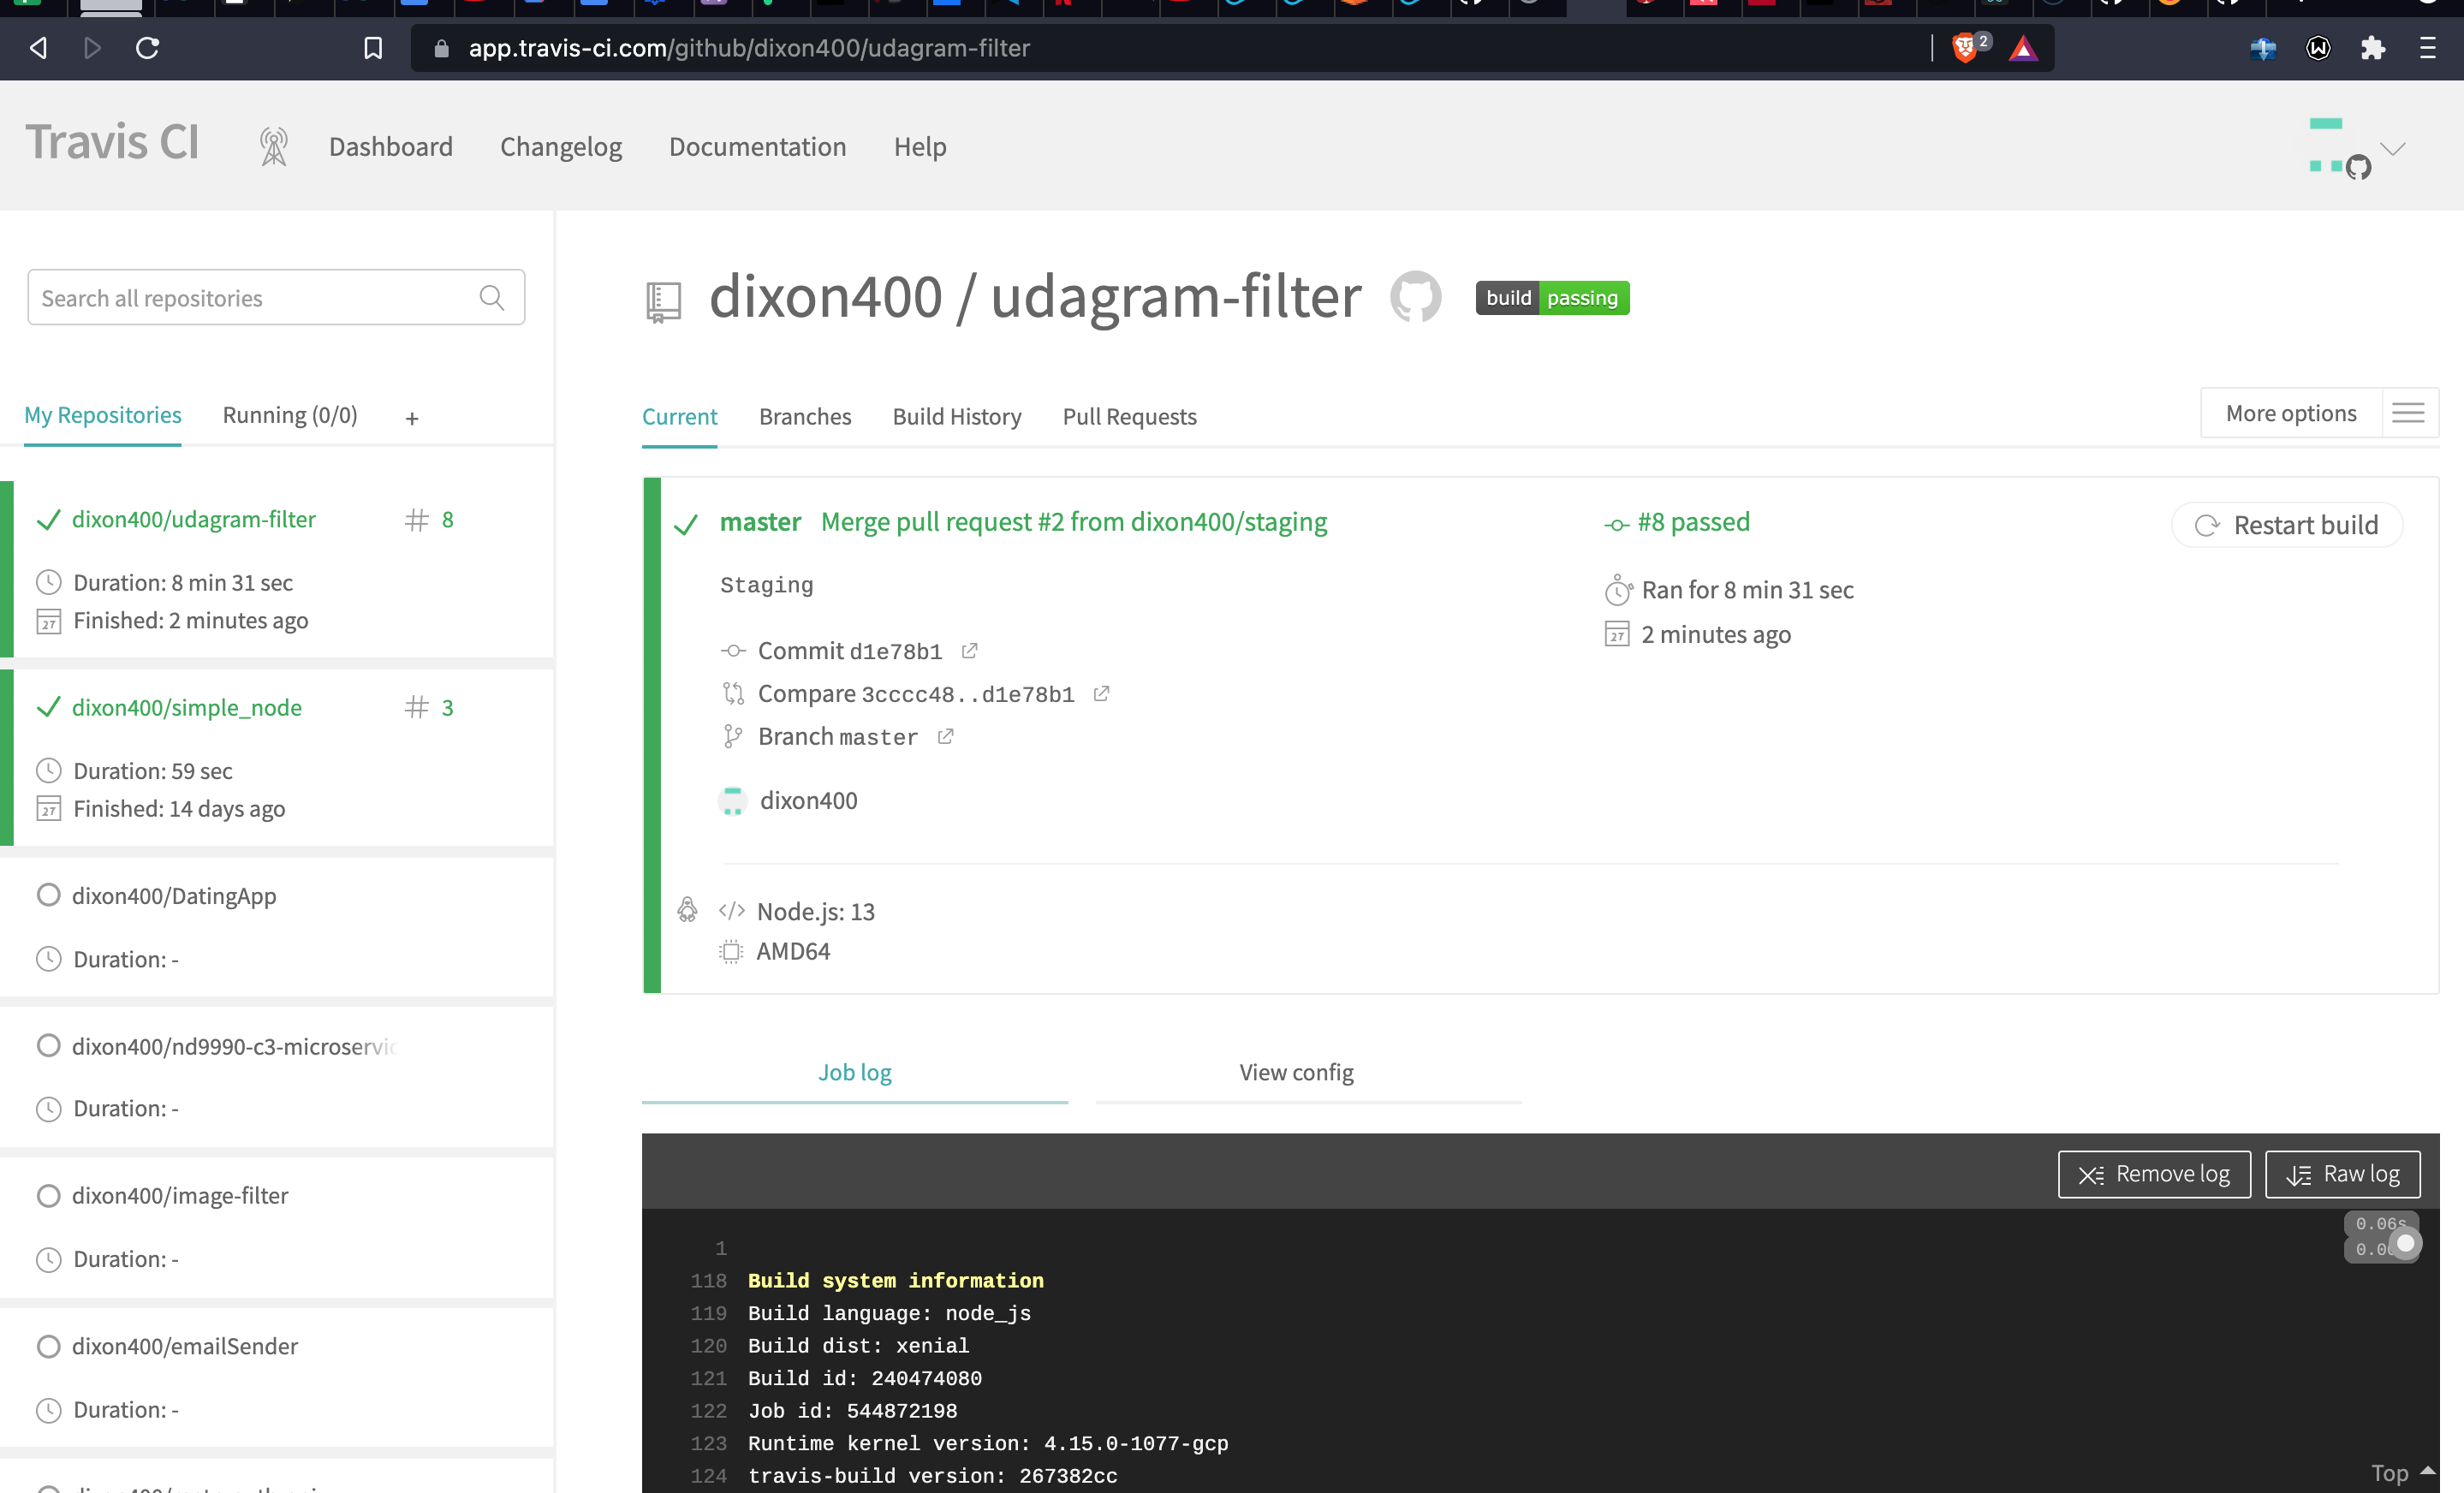 app.travis-ci.com/github/dixon400/udagram-filter
2
Travis CI
Dashboard
Changelog
Documentation
Help
Search all repositories
My Repositories
Running (0/0)
+
dixon400/udagram-filter
# 8
Duration: 8 min 31 sec
Finished: 2 minutes ago
dixon400/simple_node
# 3
Duration: 59 sec
Finished: 14 days ago
dixon400/DatingApp
Duration: -
dixon400/nd9990-c3-microservic
Duration: -
dixon400/image-filter
Duration: -
dixon400/emailSender
Duration: -
dixon400 / udagram-filter
build passing
Current
Branches
Build History
Pull Requests
More options
master Merge pull request #2 from dixon400/staging
Staging
Commit d1e78b1
Compare 3cccc48..d1e78b1
Branch master
dixon400
#8 passed
Ran for 8 min 31 sec
2 minutes ago
Restart build
Node.js: 13
AMD64
Job log
View config
Remove log
Raw log
0.06s
1
118 Build system information
119 Build language: node_js
120 Build dist: xenial
121 Build id: 240474080
122 Job id: 544872198
123 Runtime kernel version: 4.15.0-1077-gcp
124 travis-build version: 267382cc
Top